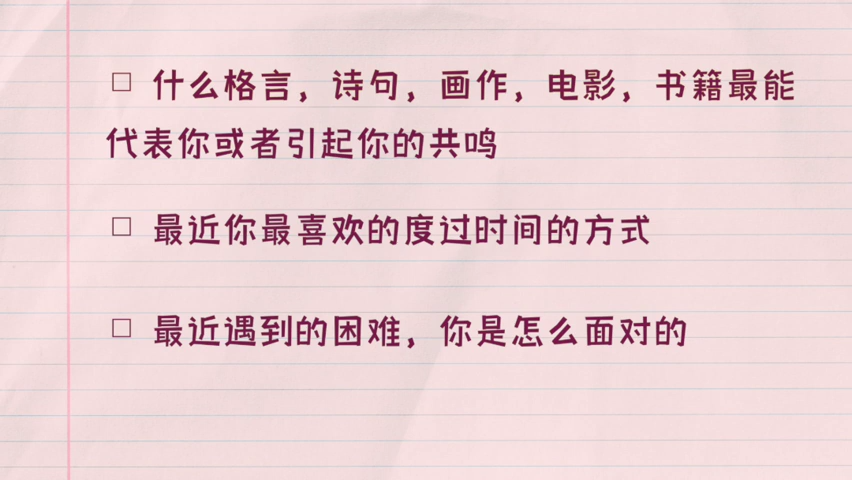 □ 什么格言，诗句，画作，电影，书籍最能
代表你或者引起你的共鸣
□ 最近你最喜欢的度过时间的方式
□ 最近遇到的困难，你是怎么面对的